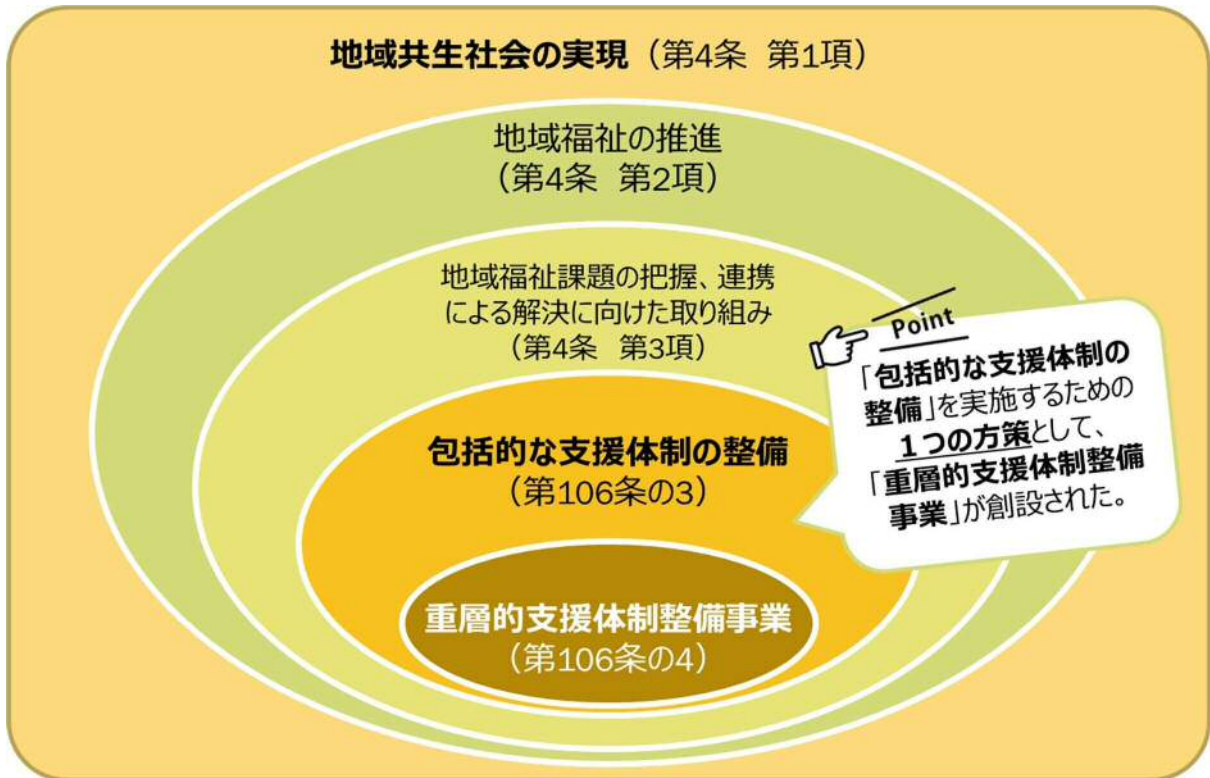 地域共生社会の実現（第4条 第1項）
地域福祉の推進
（第4条 第2項）
地域福祉課題の把握、連携
による解決に向けた取り組み
（第4条 第3項）
Point
「包括的な支援体制の
整備」を実施するための
１つの方策として、
「重層的支援体制整備
事業」が創設された。
包括的な支援体制の整備
（第106条の3）
重層的支援体制整備事業
（第106条の4）